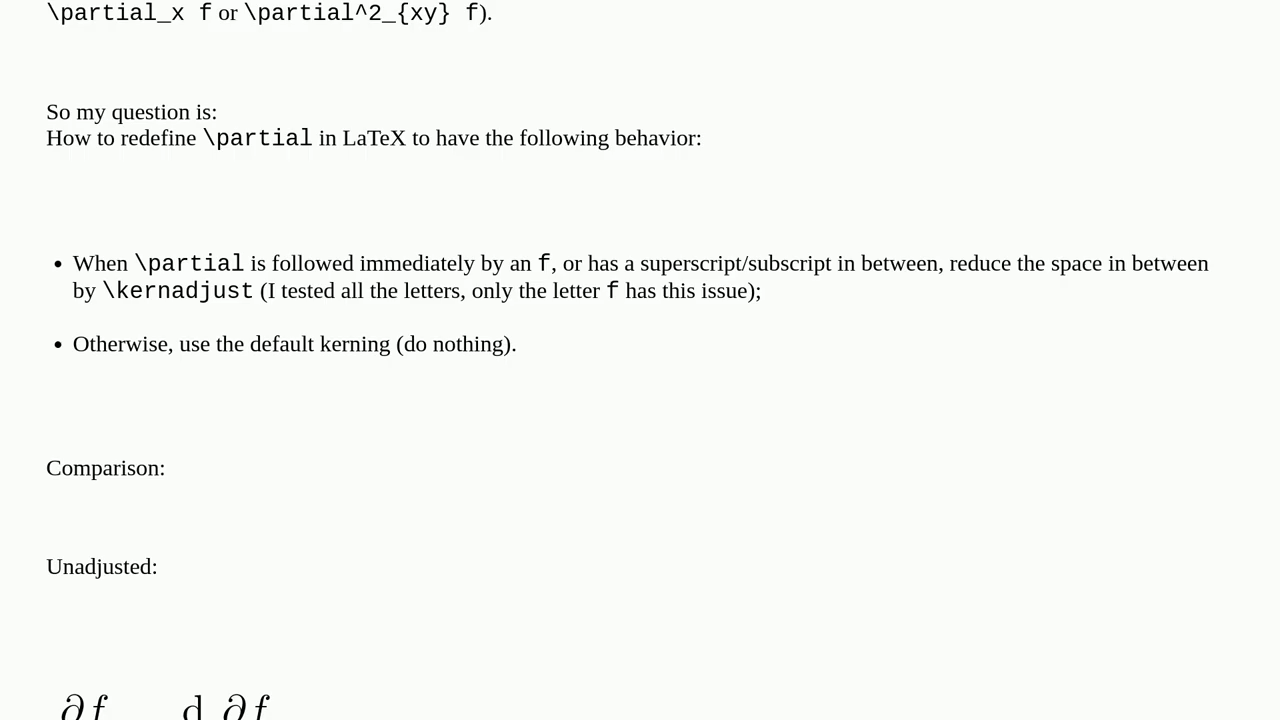 \partial_x f or \partial^2_{xy} f).
So my question is:
How to redefine \partial in LaTeX to have the following behavior:
• When \partial is followed immediately by an f, or has a superscript/subscript in between, reduce the space in between
by \kernadjust (I tested all the letters, only the letter f has this issue);
• Otherwise, use the default kerning (do nothing).
Comparison:
Unadjusted:
∂f d ∂f